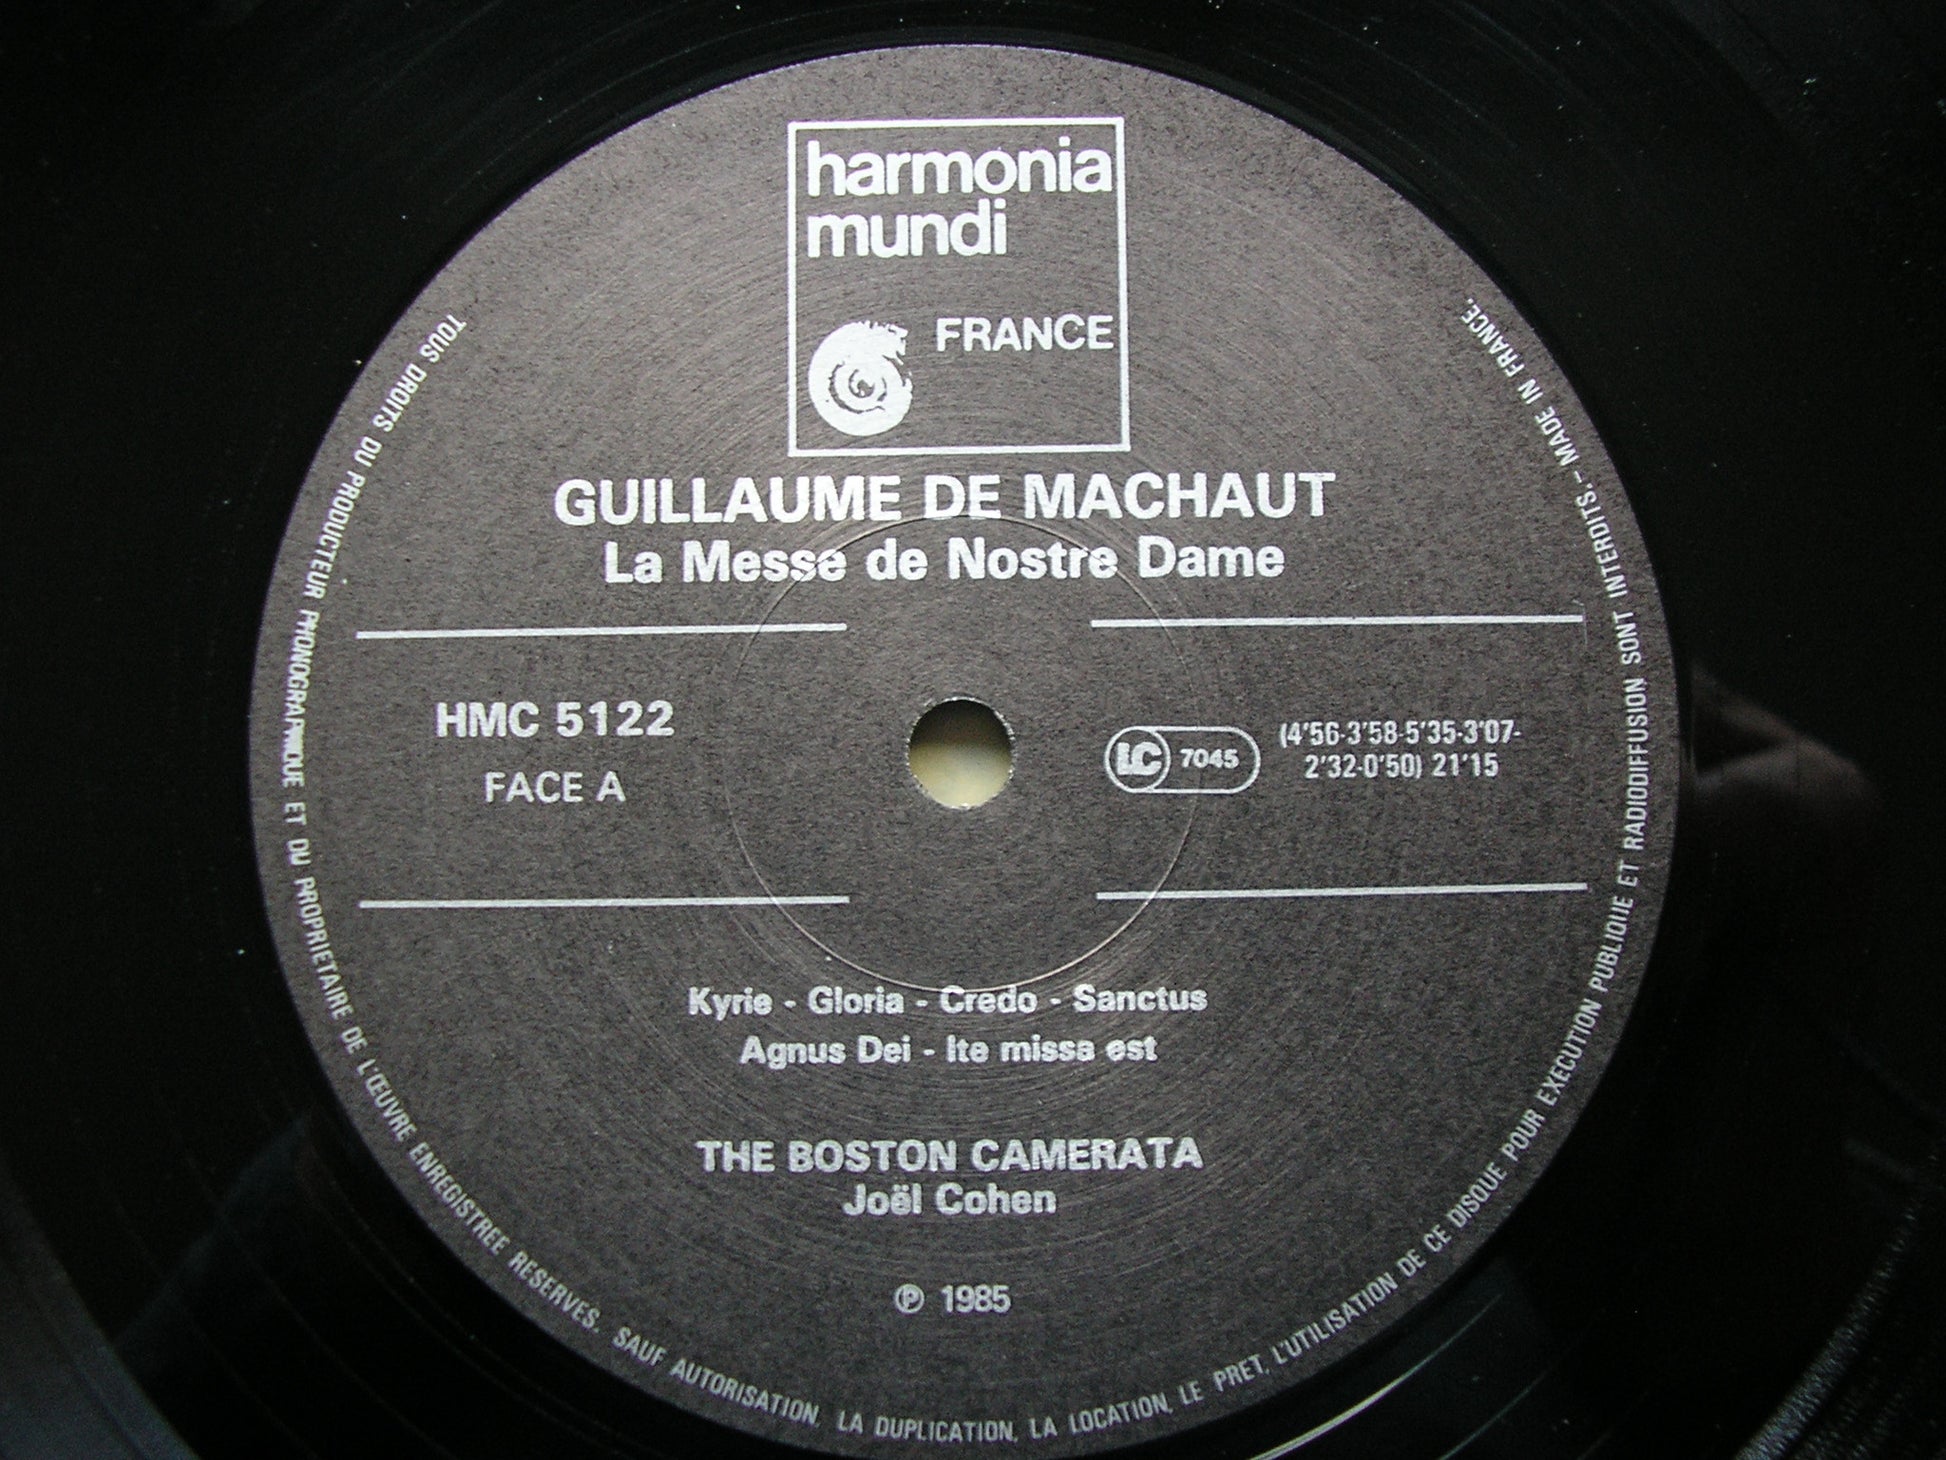 harmonia
mundi
FRANCE
GUILLAUME DE MACHAUT
La Messe de Nostre Dame
HMC 5122
FACE A
LC 7045
(4'56-3'58-5'35-3'07-
2'32-0'50) 21'15
Kyrie - Gloria - Credo - Sanctus
Agnus Dei - Ite missa est
THE BOSTON CAMERATA
Joël Cohen
℗ 1985
TOUS DROITS DU PRODUCTEUR PHONOGRAPHIQUE ET DU PROPRIETAIRE DE L'ŒUVRE ENREGISTREE RESERVES. SAUF AUTORISATION, LA DUPLICATION, LA LOCATION, LE PRET, L'UTILISATION DE CE DISQUE POUR EXECUTION PUBLIQUE ET RADIODIFFUSION SONT INTERDITS.- MADE IN FRANCE.